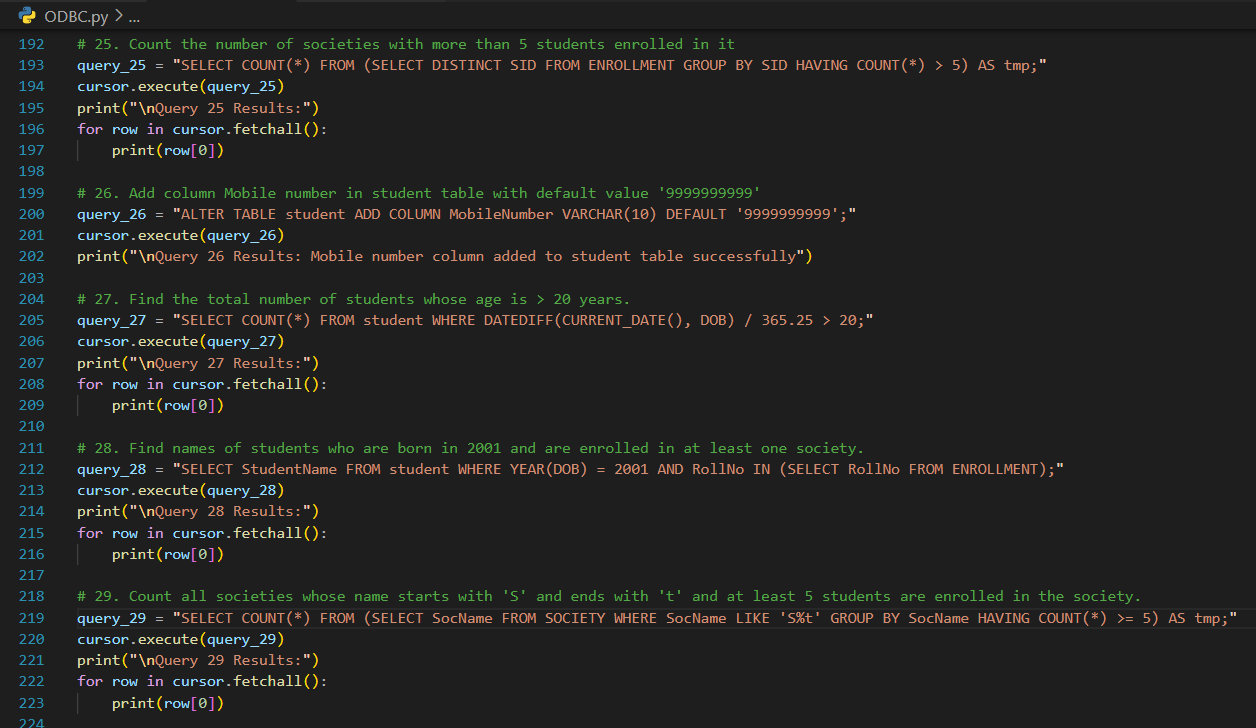 ODBC.py > ...
192 # 25. Count the number of societies with more than 5 students enrolled in it
193 query_25 = "SELECT COUNT(*) FROM (SELECT DISTINCT SID FROM ENROLLMENT GROUP BY SID HAVING COUNT(*) > 5) AS tmp;"
194 cursor.execute(query_25)
195 print("\nQuery 25 Results:")
196 for row in cursor.fetchall():
197     print(row[0])
198
199 # 26. Add column Mobile number in student table with default value '9999999999'
200 query_26 = "ALTER TABLE student ADD COLUMN MobileNumber VARCHAR(10) DEFAULT '9999999999';"
201 cursor.execute(query_26)
202 print("\nQuery 26 Results: Mobile number column added to student table successfully")
203
204 # 27. Find the total number of students whose age is > 20 years.
205 query_27 = "SELECT COUNT(*) FROM student WHERE DATEDIFF(CURRENT_DATE(), DOB) / 365.25 > 20;"
206 cursor.execute(query_27)
207 print("\nQuery 27 Results:")
208 for row in cursor.fetchall():
209     print(row[0])
210
211 # 28. Find names of students who are born in 2001 and are enrolled in at least one society.
212 query_28 = "SELECT StudentName FROM student WHERE YEAR(DOB) = 2001 AND RollNo IN (SELECT RollNo FROM ENROLLMENT);"
213 cursor.execute(query_28)
214 print("\nQuery 28 Results:")
215 for row in cursor.fetchall():
216     print(row[0])
217
218 # 29. Count all societies whose name starts with 'S' and ends with 't' and at least 5 students are enrolled in the society.
219 query_29 = "SELECT COUNT(*) FROM (SELECT SocName FROM SOCIETY WHERE SocName LIKE 'S%t' GROUP BY SocName HAVING COUNT(*) >= 5) AS tmp;"
220 cursor.execute(query_29)
221 print("\nQuery 29 Results:")
222 for row in cursor.fetchall():
223     print(row[0])
224